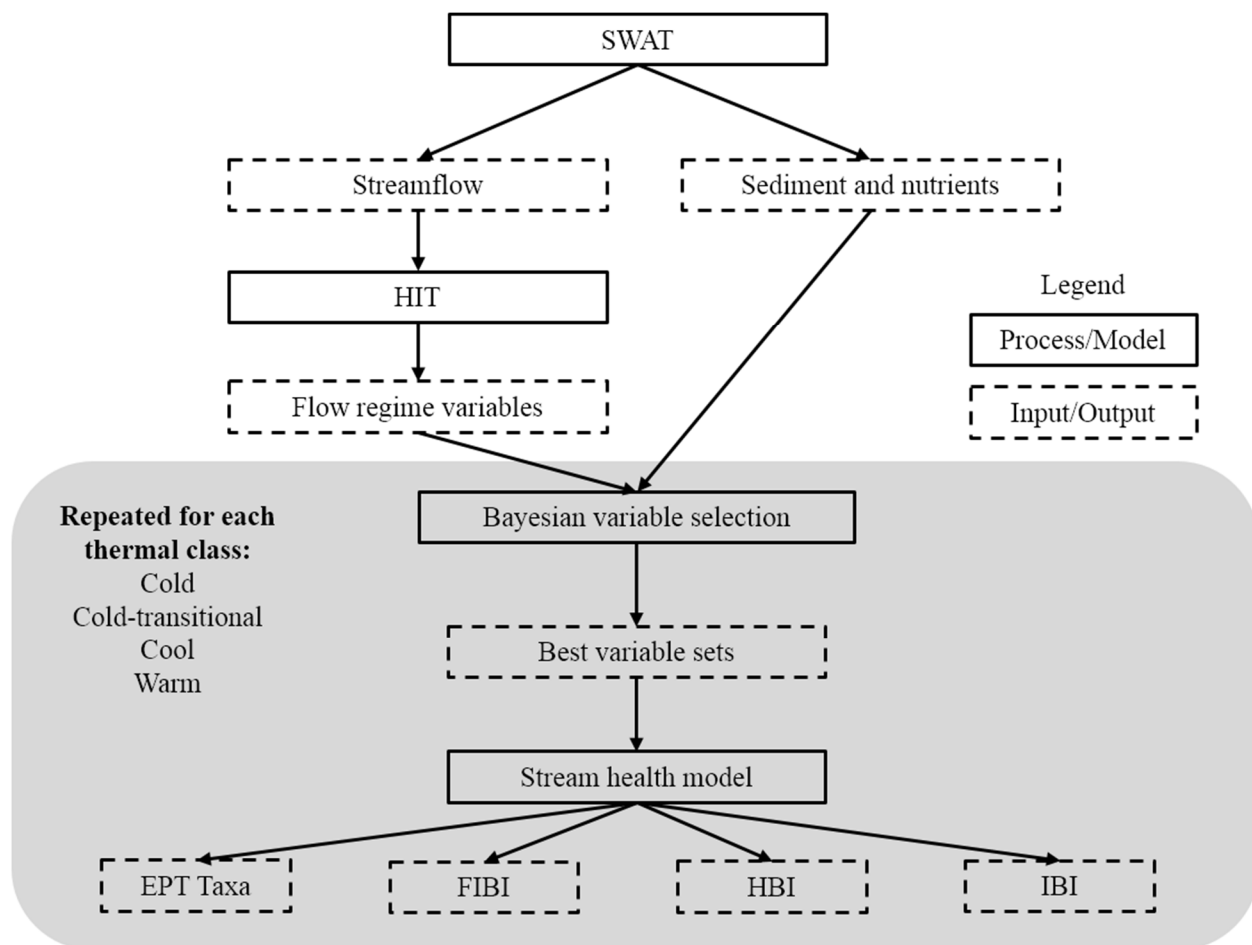 SWAT
Streamflow
Sediment and nutrients
HIT
Legend
Process/Model
Flow regime variables
Input/Output
Bayesian variable selection
Repeated for each
thermal class:
Cold
Cold-transitional
Cool
Warm
Best variable sets
Stream health model
EPT Taxa
FIBI
HBI
IBI